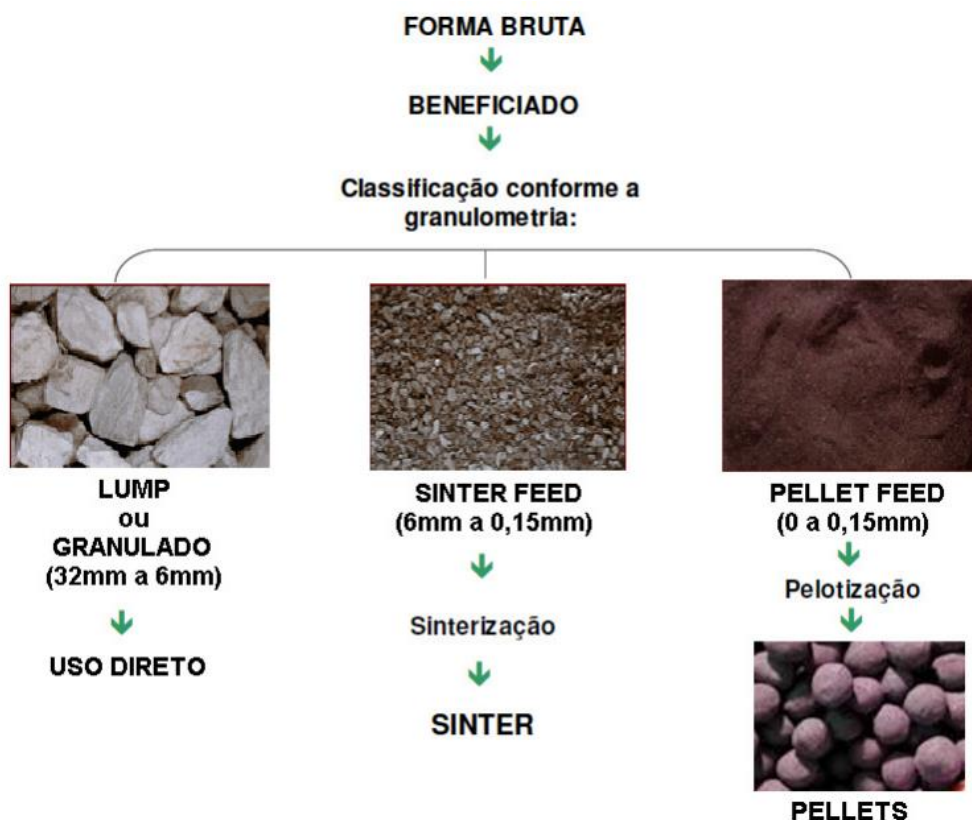 FORMA BRUTA
BENEFICIADO
Classificação conforme a
granulometria:
LUMP
ou
GRANULADO
(32mm a 6mm)
USO DIRETO
SINTER FEED
(6mm a 0,15mm)
Sinterização
SINTER
PELLET FEED
(0 a 0,15mm)
Pelotização
PELLETS